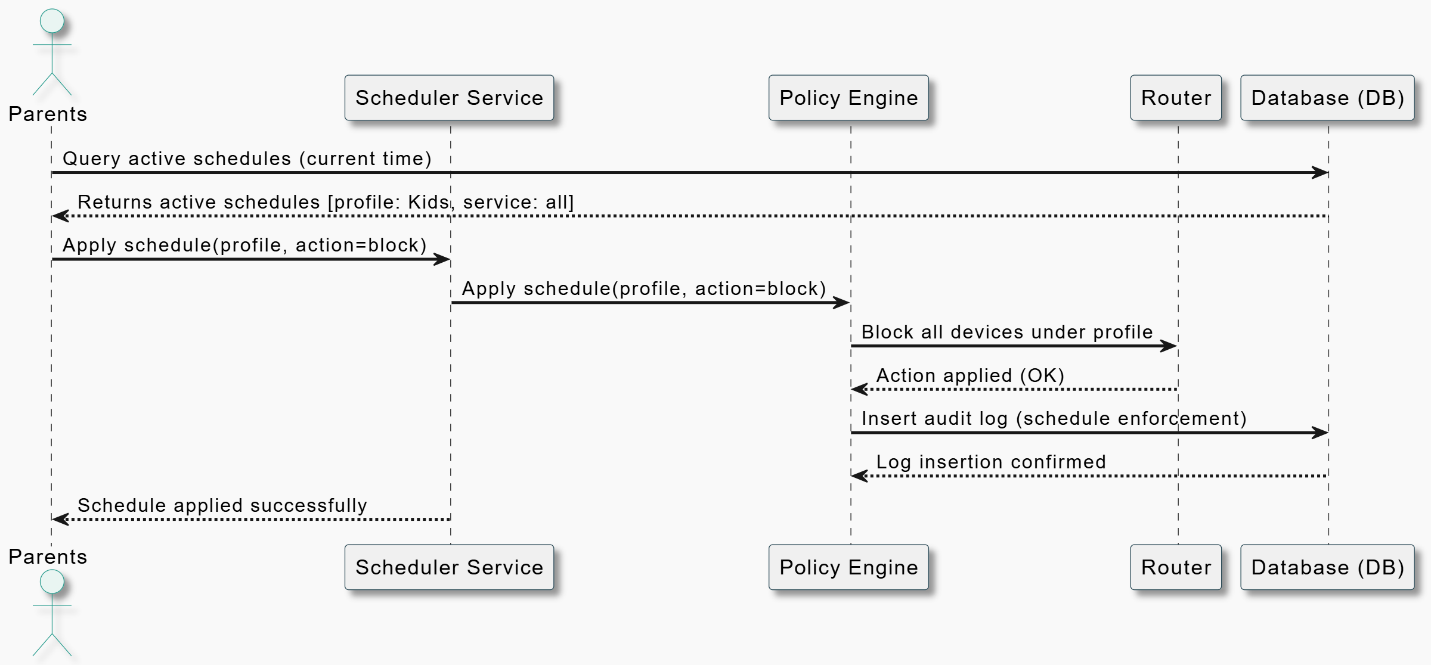 Parents
Scheduler Service
Policy Engine
Router
Database (DB)
Query active schedules (current time)
Returns active schedules [profile: Kids, service: all]
Apply schedule(profile, action=block)
Apply schedule(profile, action=block)
Block all devices under profile
Action applied (OK)
Insert audit log (schedule enforcement)
Log insertion confirmed
Schedule applied successfully
Parents
Scheduler Service
Policy Engine
Router
Database (DB)